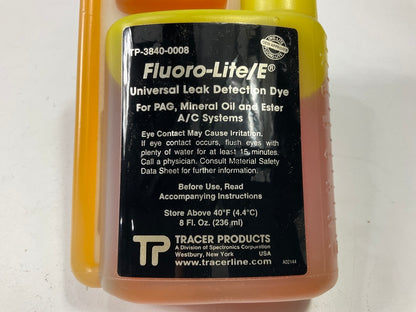 TP-3840-0008
Fluoro-Lite/E®
Universal Leak Detection Dye
For PAG, Mineral Oil and Ester
A/C Systems
Eye Contact May Cause Irritation.
If eye contact occurs, flush eyes with
plenty of water for at least 15 minutes.
Call a physician. Consult Material Safety
Data Sheet for further information.
Before Use, Read
Accompanying Instructions
Store Above 40°F (4.4°C)
8 Fl. Oz. (236 ml)
TP
TRACER PRODUCTS
A Division of Spectronics Corporation
Westbury, New York USA
www.tracerline.com